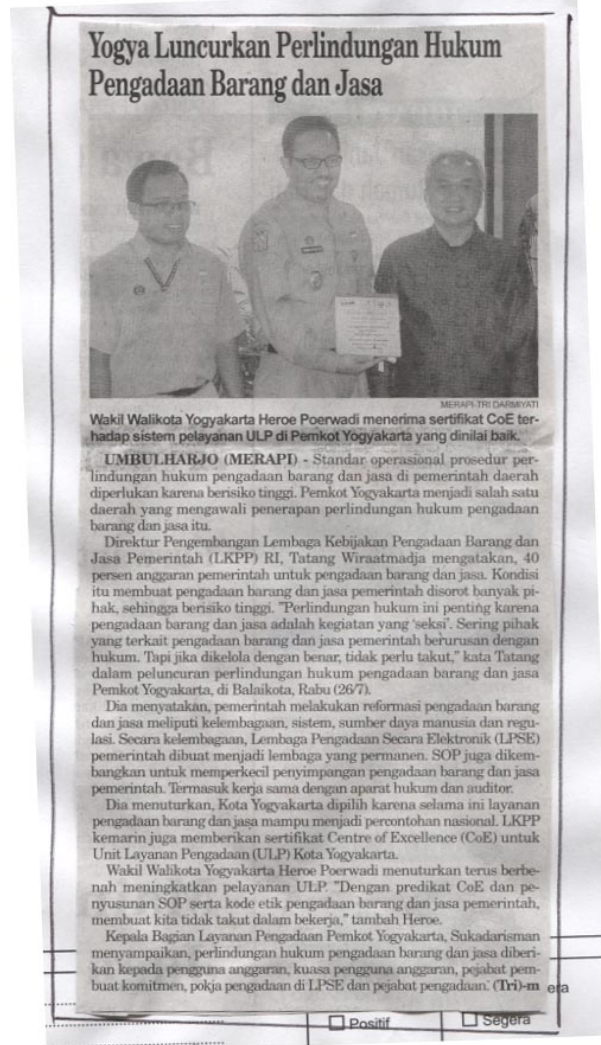 Yogya Luncurkan Perlindungan Hukum
Pengadaan Barang dan Jasa
MERAPI-TRI DARMIYATI
Wakil Walikota Yogyakarta Heroe Poerwadi menerima sertifikat CoE ter-
hadap sistem pelayanan ULP di Pemkot Yogyakarta yang dinilai baik.
UMBULHARJO (MERAPI) - Standar operasional prosedur per-
lindungan hukum pengadaan barang dan jasa di pemerintah daerah
diperlukan karena berisiko tinggi. Pemkot Yogyakarta menjadi salah satu
daerah yang mengawali penerapan perlindungan hukum pengadaan
barang dan jasa itu.
Direktur Pengembangan Lembaga Kebijakan Pengadaan Barang dan
Jasa Pemerintah (LKPP) RI, Tatang Wiraatmadja mengatakan, 40
persen anggaran pemerintah untuk pengadaan barang dan jasa. Kondisi
itu membuat pengadaan barang dan jasa pemerintah disorot banyak pi-
hak, sehingga berisiko tinggi. "Perlindungan hukum ini penting karena
pengadaan barang dan jasa adalah kegiatan yang 'seksi'. Sering pihak
yang terkait pengadaan barang dan jasa pemerintah berurusan dengan
hukum. Tapi jika dikelola dengan benar, tidak perlu takut," kata Tatang
dalam peluncuran perlindungan hukum pengadaan barang dan jasa
Pemkot Yogyakarta, di Balaikota, Rabu (26/7).
Dia menyatakan, pemerintah melakukan reformasi pengadaan barang
dan jasa meliputi kelembagaan, sistem, sumber daya manusia dan regu-
lasi. Secara kelembagaan, Lembaga Pengadaan Secara Elektronik (LPSE)
pemerintah dibuat menjadi lembaga yang permanen. SOP juga dikem-
bangkan untuk memperkecil penyimpangan pengadaan barang dan jasa
pemerintah. Termasuk kerja sama dengan aparat hukum dan auditor.
Dia menuturkan, Kota Yogyakarta dipilih karena selama ini layanan
pengadaan barang dan jasa mampu menjadi percontohan nasional. LKPP
kemarin juga memberikan sertifikat Centre of Excellence (CoE) untuk
Unit Layanan Pengadaan (ULP) Kota Yogyakarta.
Wakil Walikota Yogyakarta Heroe Poerwadi menuturkan terus berbe-
nah meningkatkan pelayanan ULP. "Dengan predikat CoE dan pe-
nyusunan SOP serta kode etik pengadaan barang dan jasa pemerintah,
membuat kita tidak takut dalam bekerja," tambah Heroe.
Kepala Bagian Layanan Pengadaan Pemkot Yogyakarta, Sukadarisman
menyampaikan, perlindungan hukum pengadaan barang dan jasa diberi-
kan kepada pengguna anggaran, kuasa pengguna anggaran, pejabat pem-
buat komitmen, pokja pengadaan di LPSE dan pejabat pengadaan. (Tri)-m
era
Positif
Segera